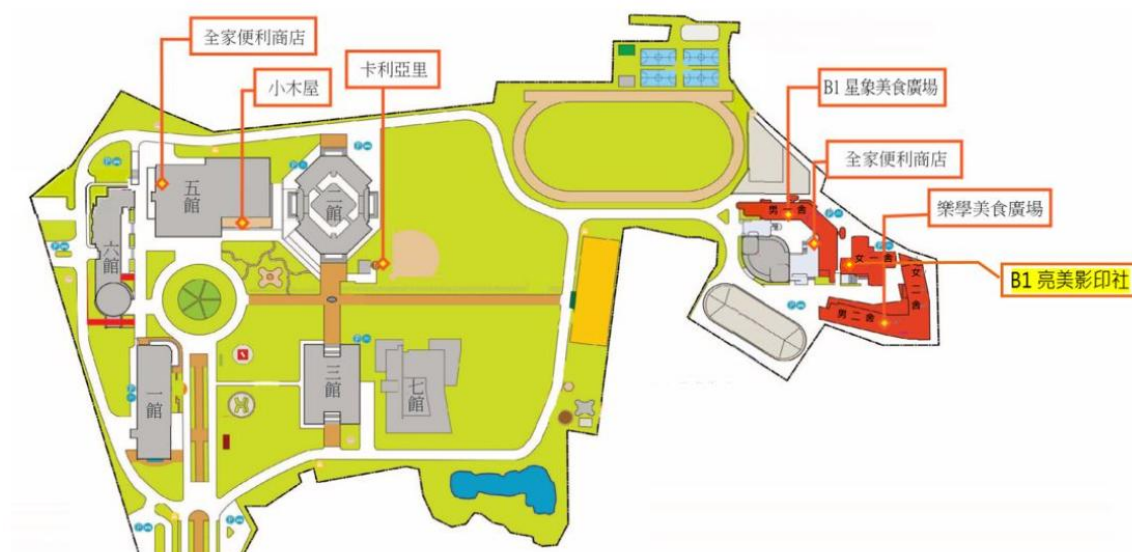 全家便利商店
小木屋
卡利亞里
B1 星象美食廣場
全家便利商店
樂學美食廣場
B1 亮美影印社
五館
二館
六館
一館
三館
七館
男一舍
女一舍
女二舍
男二舍